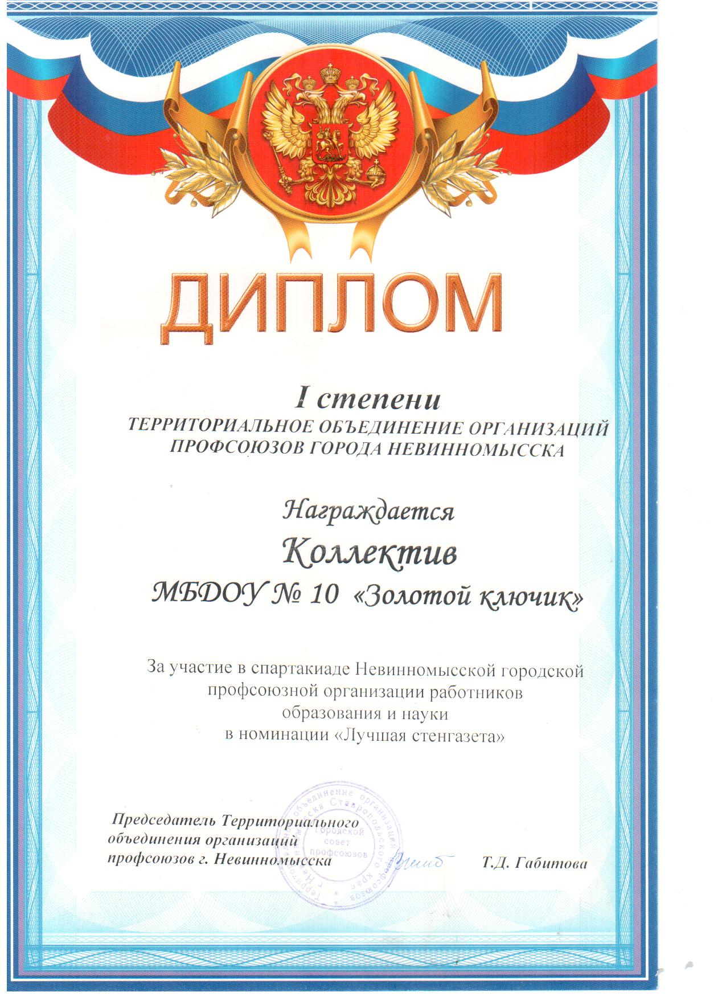 ДИПЛОМ
I степени
ТЕРРИТОРИАЛЬНОЕ ОБЪЕДИНЕНИЕ ОРГАНИЗАЦИЙ
ПРОФСОЮЗОВ ГОРОДА НЕВИННОМЫССКА
Награждается
Коллектив
МБДОУ № 10 «Золотой ключик»
За участие в спартакиаде Невинномысской городской
профсоюзной организации работников
образования и науки
в номинации «Лучшая стенгазета»
Председатель Территориального
объединения организаций
профсоюзов г. Невинномысска
Т.Д. Габитова
Территориальное объединение организаций профсоюзов
г. Невинномысска Ставропольского края
Городской
совет
профсоюзов